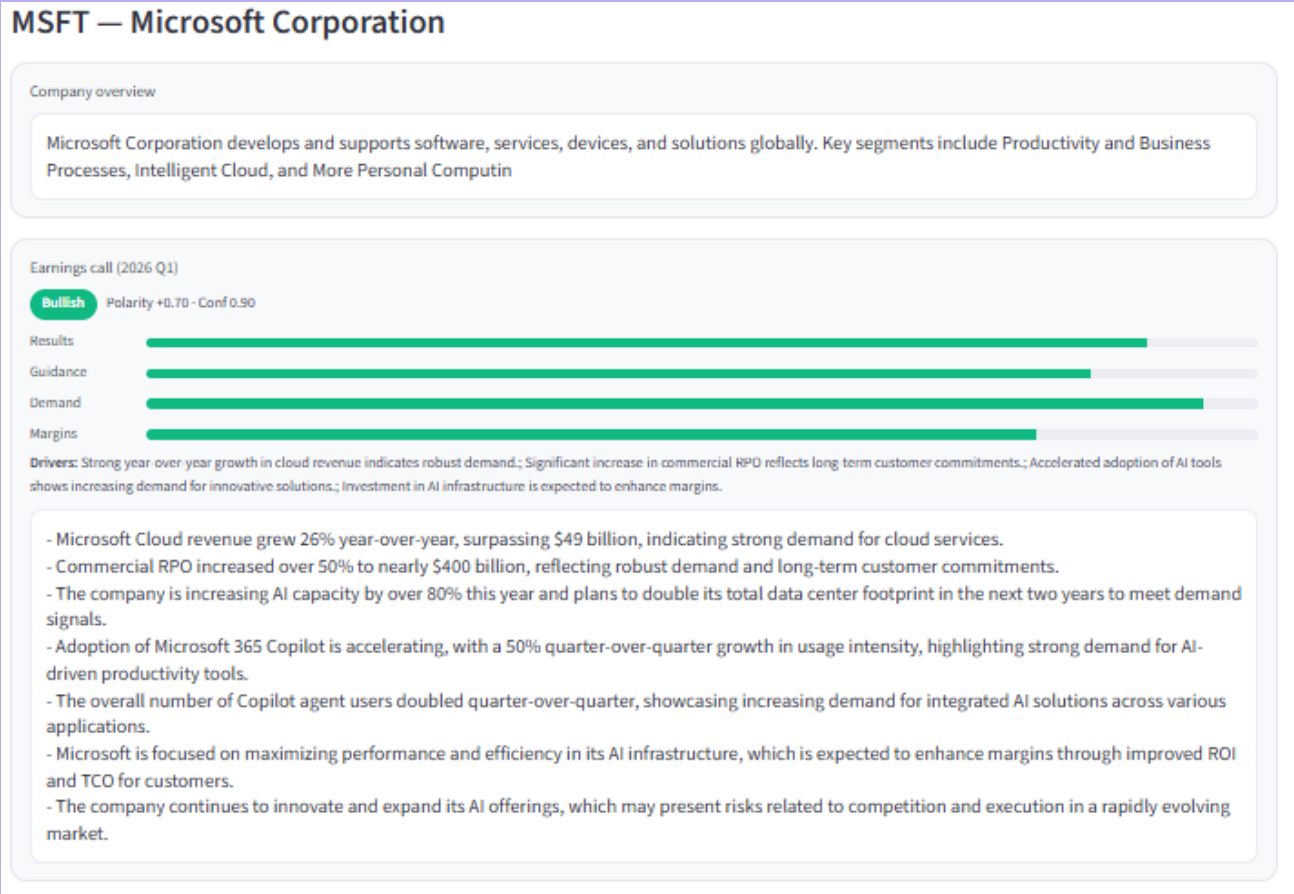 MSFT — Microsoft Corporation
Company overview
Microsoft Corporation develops and supports software, services, devices, and solutions globally. Key segments include Productivity and Business
Processes, Intelligent Cloud, and More Personal Computin
Earnings call (2026 Q1)
Bullish Polarity +0.70 · Conf 0.90
Results
Guidance
Demand
Margins
Drivers: Strong year-over-year growth in cloud revenue indicates robust demand.; Significant increase in commercial RPO reflects long-term customer commitments.; Accelerated adoption of AI tools
shows increasing demand for innovative solutions.; Investment in AI infrastructure is expected to enhance margins.
- Microsoft Cloud revenue grew 26% year-over-year, surpassing $49 billion, indicating strong demand for cloud services.
- Commercial RPO increased over 50% to nearly $400 billion, reflecting robust demand and long-term customer commitments.
- The company is increasing AI capacity by over 80% this year and plans to double its total data center footprint in the next two years to meet demand
signals.
- Adoption of Microsoft 365 Copilot is accelerating, with a 50% quarter-over-quarter growth in usage intensity, highlighting strong demand for AI-
driven productivity tools.
- The overall number of Copilot agent users doubled quarter-over-quarter, showcasing increasing demand for integrated AI solutions across various
applications.
- Microsoft is focused on maximizing performance and efficiency in its AI infrastructure, which is expected to enhance margins through improved ROI
and TCO for customers.
- The company continues to innovate and expand its AI offerings, which may present risks related to competition and execution in a rapidly evolving
market.